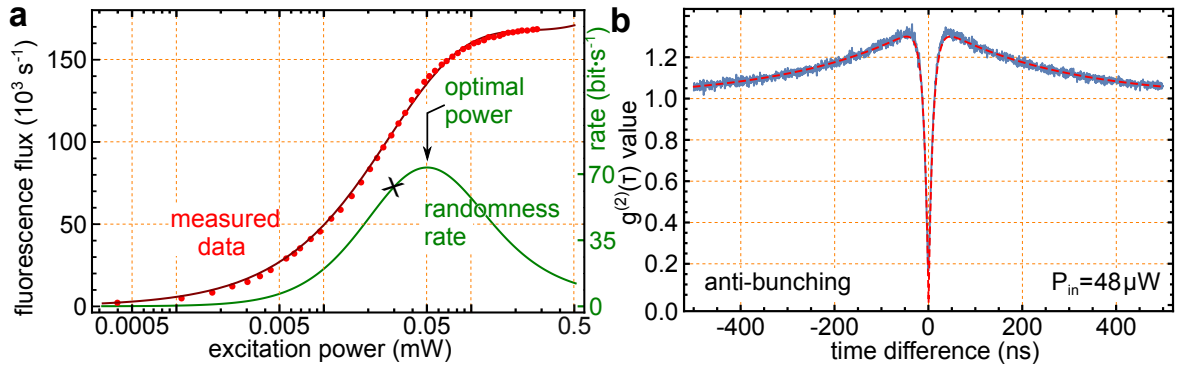 a
fluorescence flux (10³ s⁻¹)
150
100
50
0
0.0005
0.005
0.05
0.5
excitation power (mW)
measured
data
optimal
power
randomness
rate
rate (bit·s⁻¹)
70
35
0
b
g⁽²⁾(τ) value
1.2
1.0
0.8
0.6
0.4
0.2
0.0
-400
-200
0
200
400
time difference (ns)
anti-bunching
Pᵢₙ=48µW